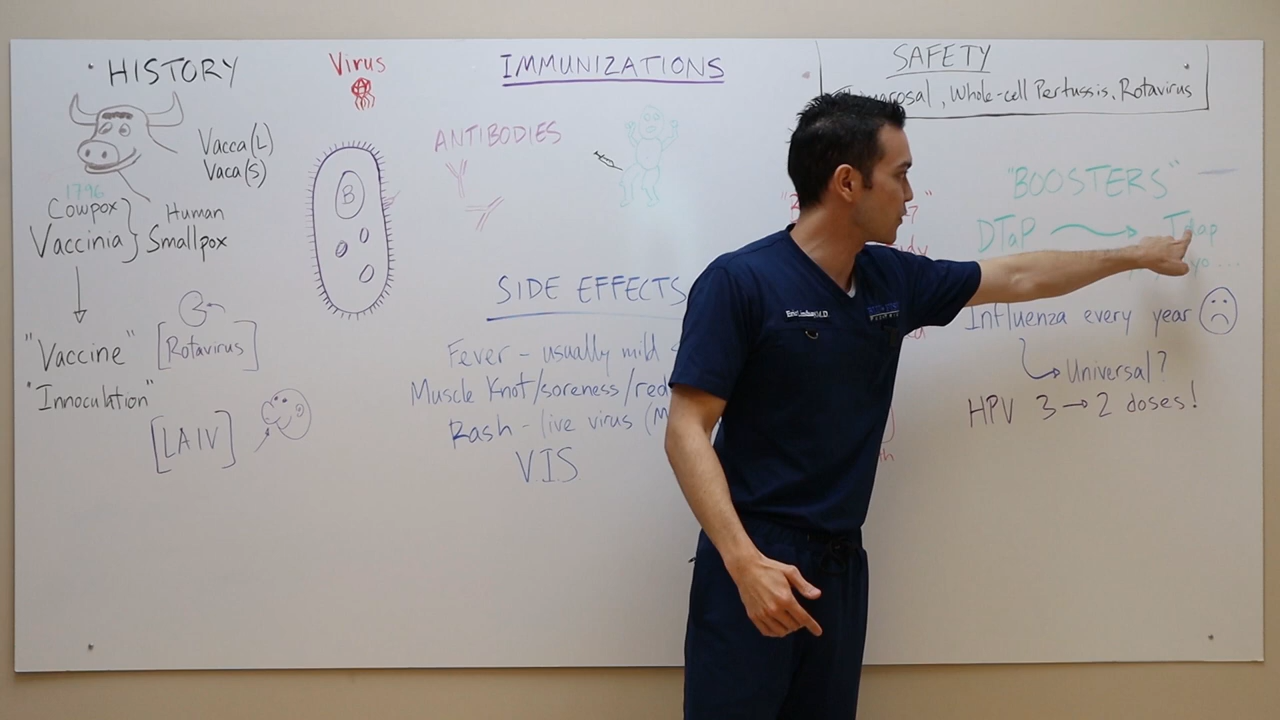 HISTORY
Vacca(L)
Vaca(S)
1796
Cowpox
Vaccinia
Human
Smallpox
"Vaccine"
"Innoculation"
[Rotavirus]
[LAIV]
Virus
B
IMMUNIZATIONS
ANTIBODIES
SIDE EFFECTS
Fever - usually mild
Muscle Knot/soreness/red
Rash - live virus (M
V.I.S
SAFETY
, Whole-cell Pertussis, Rotavirus
"BOOSTERS"
DTaP → Tdap
Influenza every year
Universal?
HPV 3→2 doses!